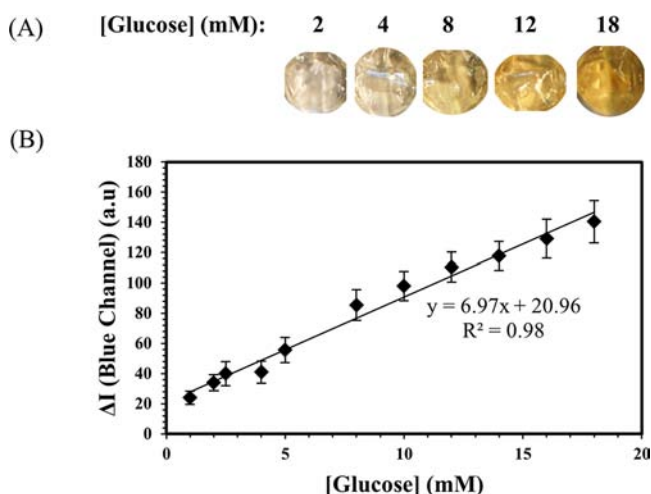 (A)
[Glucose] (mM): 2 4 8 12 18
(B)
180
160
140
120
100
80
60
40
20
0
ΔI (Blue Channel) (a.u)
y = 6.97x + 20.96
R² = 0.98
0 5 10 15 20
[Glucose] (mM)